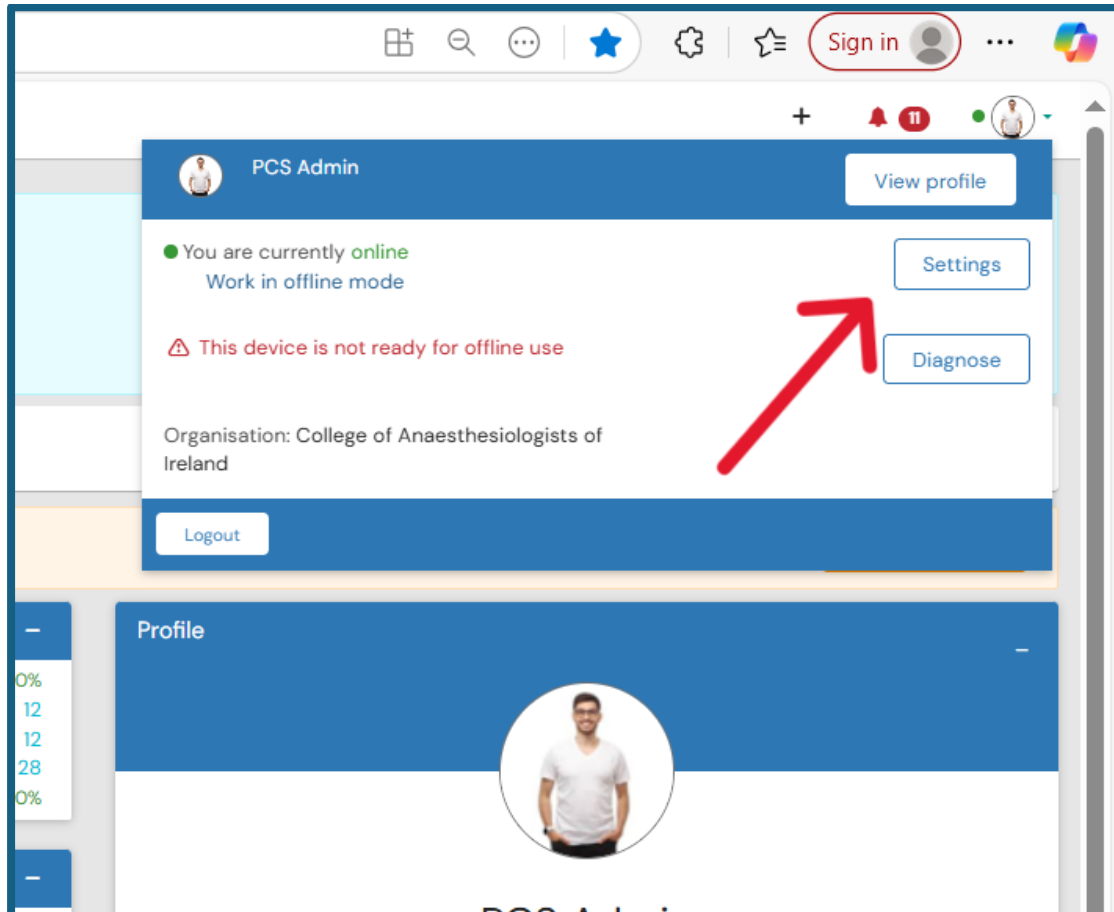 Sign in
11
PCS Admin
View profile
You are currently online
Work in offline mode
Settings
This device is not ready for offline use
Diagnose
Organisation: College of Anaesthesiologists of
Ireland
Logout
Profile
0%
12
12
28
0%